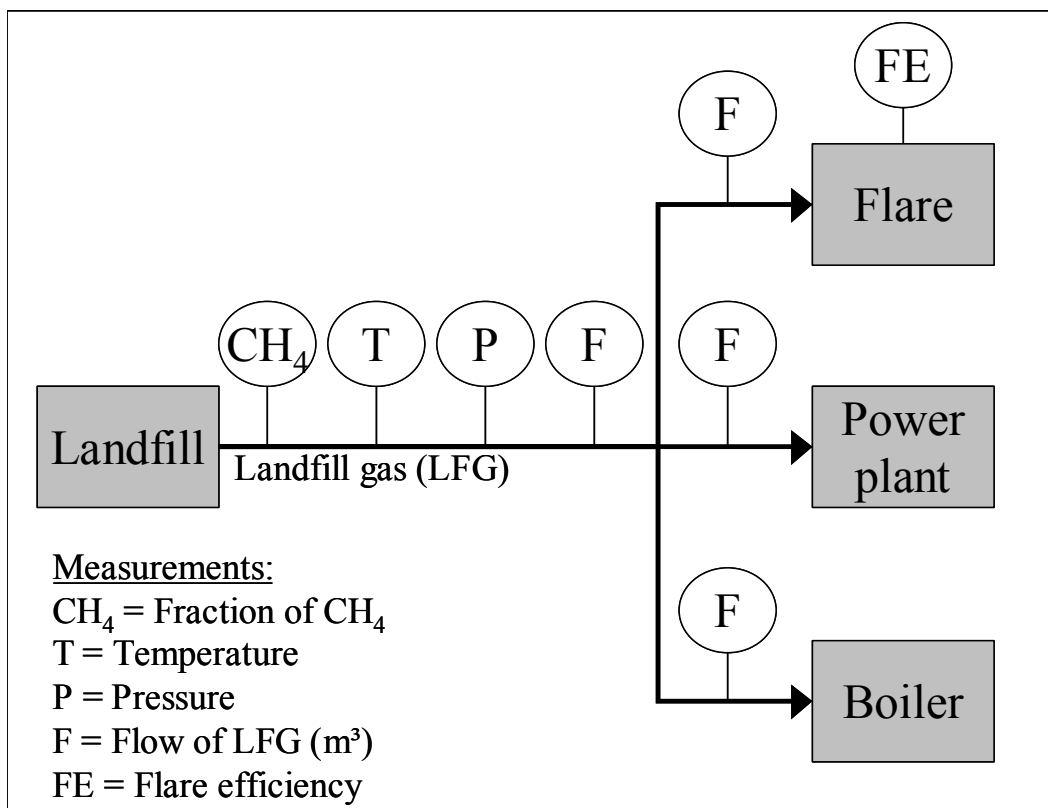 FE
F
Flare
CH₄ T P F F
Landfill
Landfill gas (LFG)
Power
plant
F
Boiler
Measurements:
CH₄ = Fraction of CH₄
T = Temperature
P = Pressure
F = Flow of LFG (m³)
FE = Flare efficiency